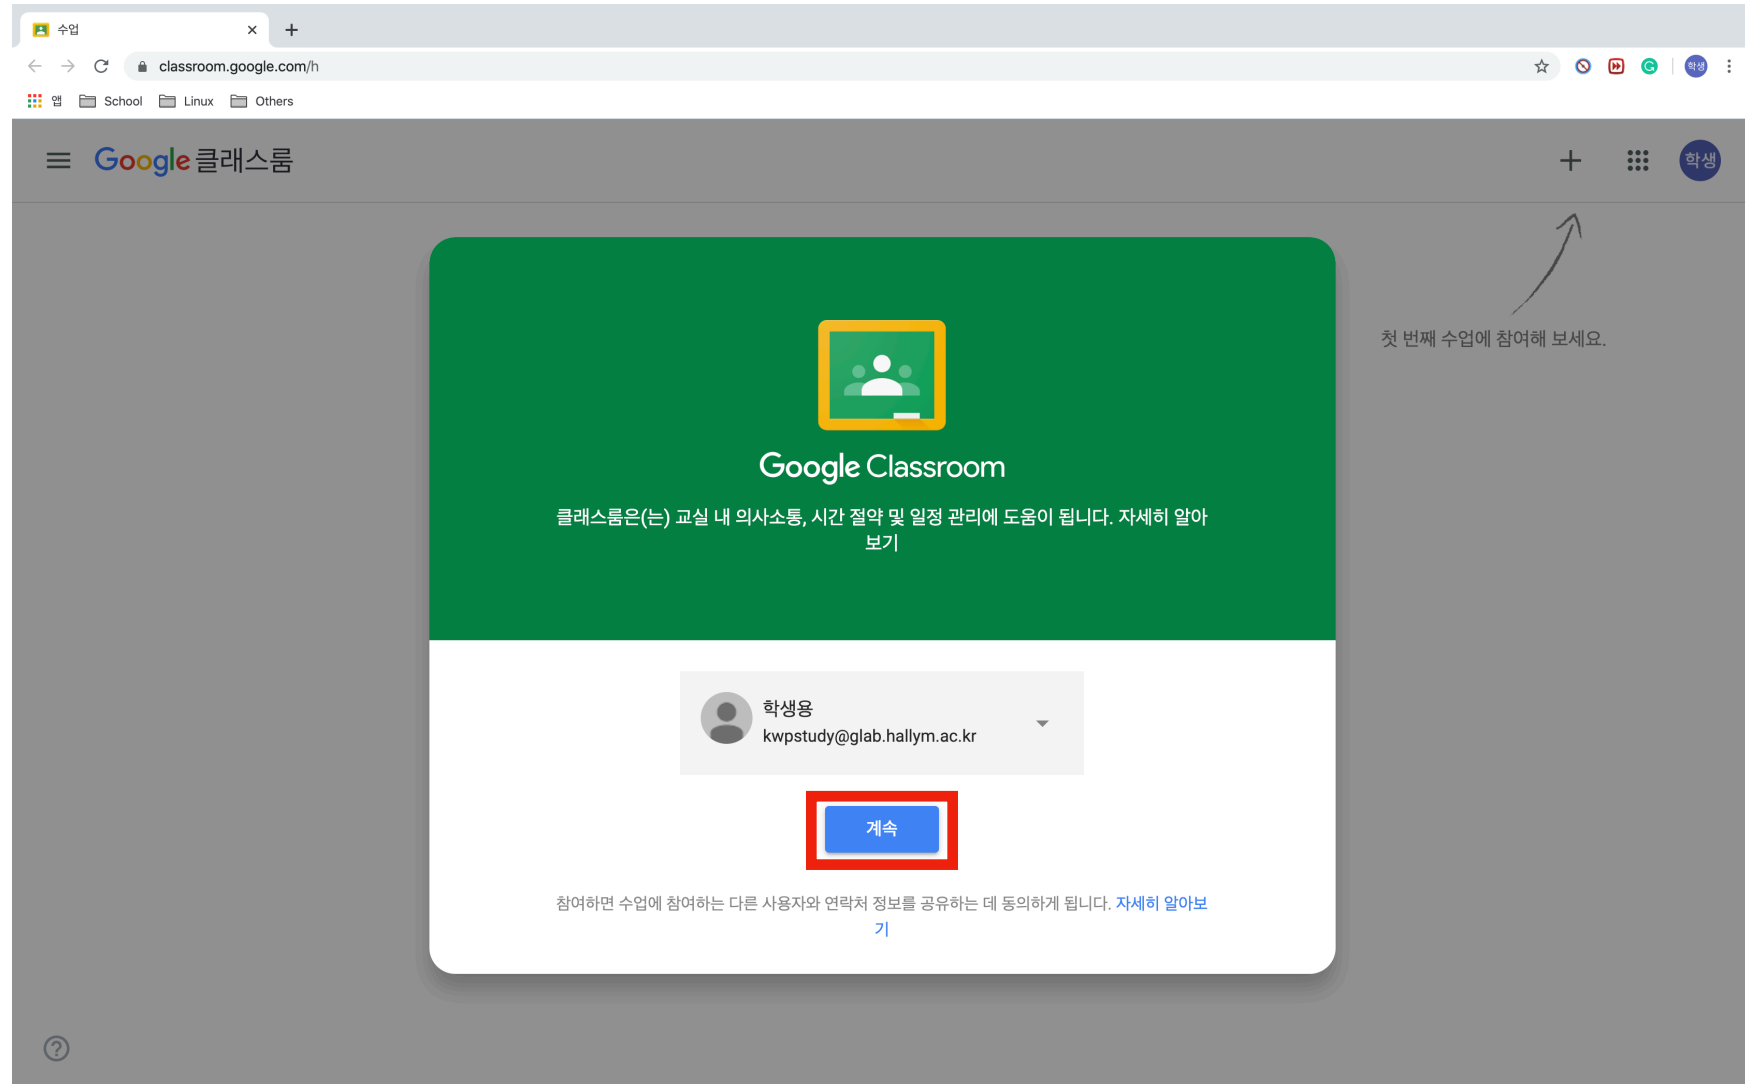 수업
classroom.google.com/h
학생
앱 School Linux Others
Google 클래스룸
학생
첫 번째 수업에 참여해 보세요.
Google Classroom
클래스룸은(는) 교실 내 의사소통, 시간 절약 및 일정 관리에 도움이 됩니다. 자세히 알아
보기
학생용
kwpstudy@glab.hallym.ac.kr
계속
참여하면 수업에 참여하는 다른 사용자와 연락처 정보를 공유하는 데 동의하게 됩니다. 자세히 알아보
기